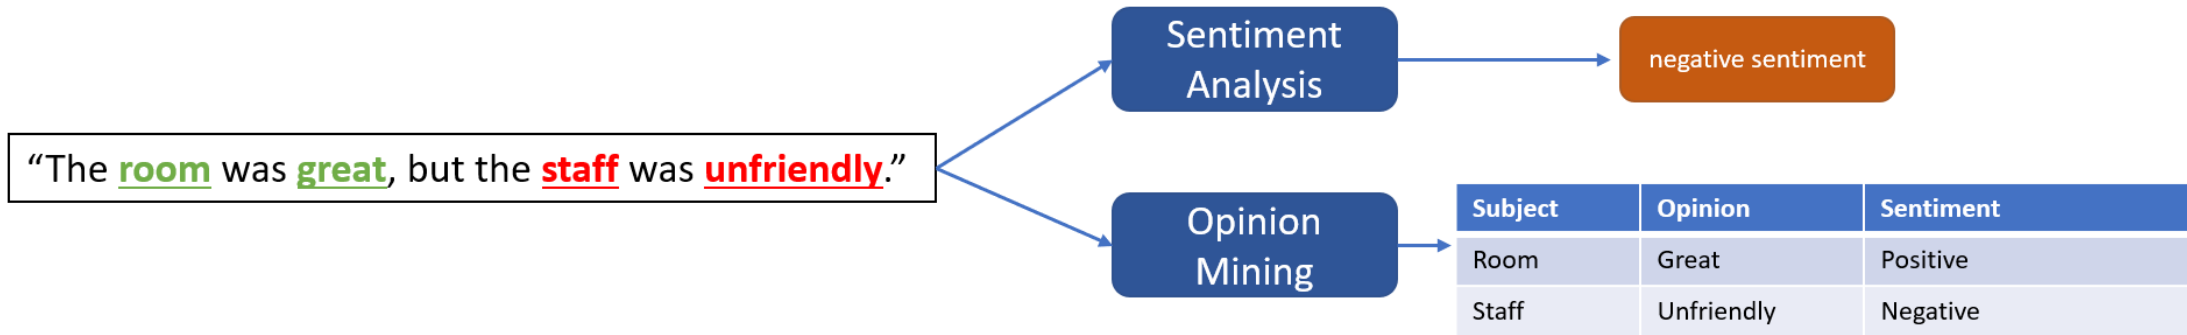 Sentiment
Analysis
negative sentiment
“The room was great, but the staff was unfriendly.”
Opinion
Mining
Subject Opinion Sentiment
Room Great Positive
Staff Unfriendly Negative